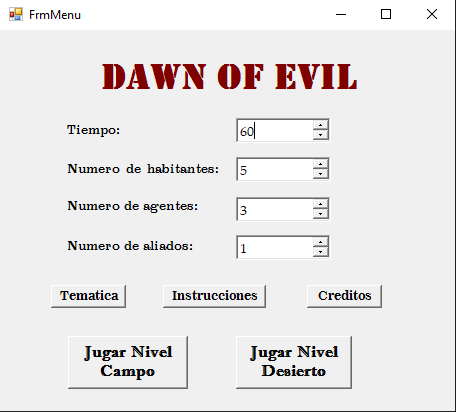 FrmMenu
DAWN OF EVIL
Tiempo: 60
Numero de habitantes: 5
Numero de agentes: 3
Numero de aliados: 1
Tematica Instrucciones Creditos
Jugar Nivel Campo
Jugar Nivel Desierto